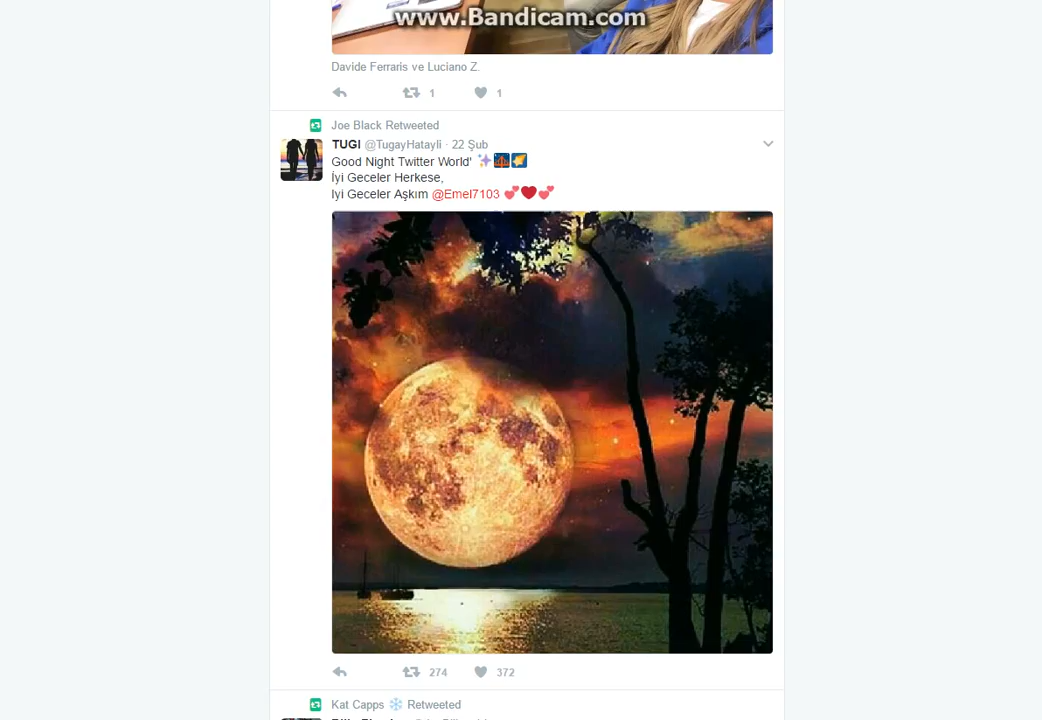 www.Bandicam.com
Davide Ferraris ve Luciano Z.
1 1
Joe Black Retweeted
TUGI @TugayHatayli · 22 Şub
Good Night Twitter World'
İyi Geceler Herkese,
Iyi Geceler Aşkım @Emel7103
274 372
Kat Capps Retweeted